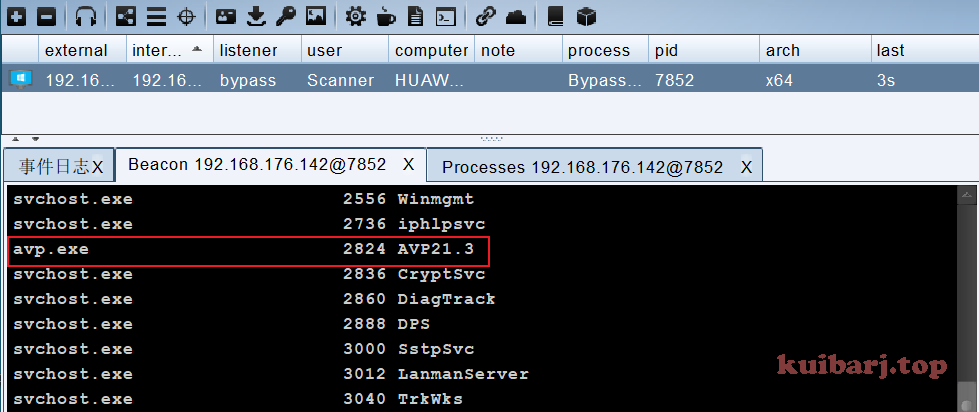 external inter... listener user computer note process pid arch last
192.16... 192.16... bypass Scanner HUAW... Bypass... 7852 x64 3s
事件日志X Beacon 192.168.176.142@7852 X Processes 192.168.176.142@7852 X
svchost.exe 2556 Winmgmt
svchost.exe 2736 iphlpsvc
avp.exe 2824 AVP21.3
svchost.exe 2836 CryptSvc
svchost.exe 2860 DiagTrack
svchost.exe 2888 DPS
svchost.exe 3000 SstpSvc
svchost.exe 3012 LanmanServer
svchost.exe 3040 TrkWks
kuibarj.top